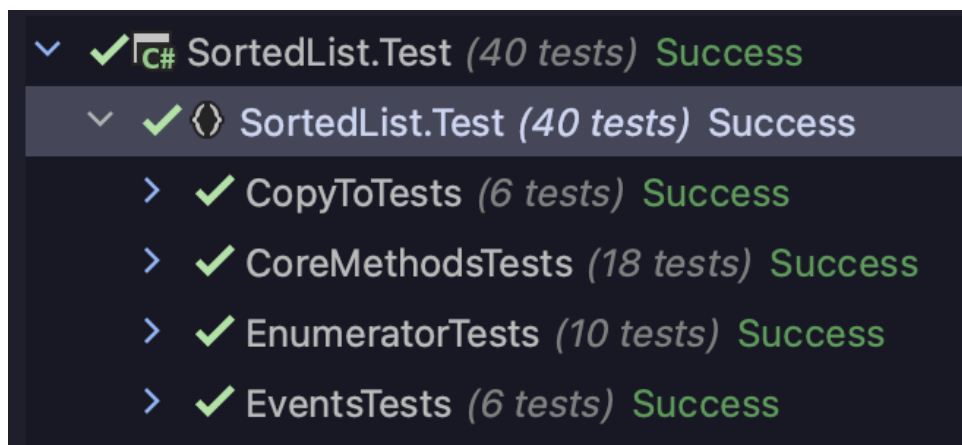 C# SortedList.Test (40 tests) Success
SortedList.Test (40 tests) Success
CopyToTests (6 tests) Success
CoreMethodsTests (18 tests) Success
EnumeratorTests (10 tests) Success
EventsTests (6 tests) Success